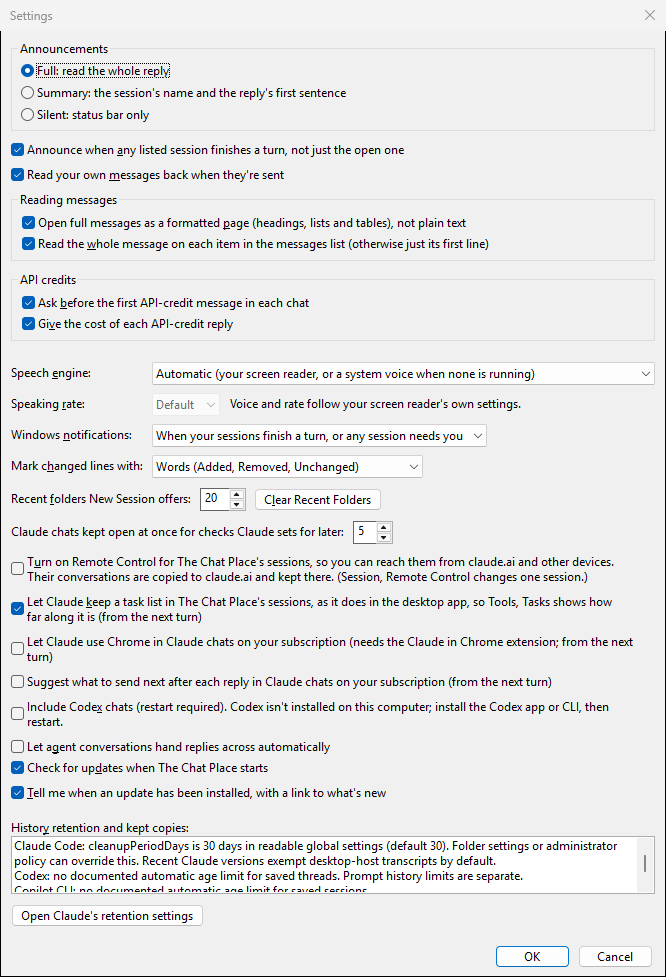 Settings
Announcements
Full: read the whole reply
Summary: the session's name and the reply's first sentence
Silent: status bar only
Announce when any listed session finishes a turn, not just the open one
Read your own messages back when they're sent
Reading messages
Open full messages as a formatted page (headings, lists and tables), not plain text
Read the whole message on each item in the messages list (otherwise just its first line)
API credits
Ask before the first API-credit message in each chat
Give the cost of each API-credit reply
Speech engine: Automatic (your screen reader, or a system voice when none is running)
Speaking rate: Default Voice and rate follow your screen reader's own settings.
Windows notifications: When your sessions finish a turn, or any session needs you
Mark changed lines with: Words (Added, Removed, Unchanged)
Recent folders New Session offers: 20 Clear Recent Folders
Claude chats kept open at once for checks Claude sets for later: 5
Turn on Remote Control for The Chat Place's sessions, so you can reach them from claude.ai and other devices.
Their conversations are copied to claude.ai and kept there. (Session, Remote Control changes one session.)
Let Claude keep a task list in The Chat Place's sessions, as it does in the desktop app, so Tools, Tasks shows how
far along it is (from the next turn)
Let Claude use Chrome in Claude chats on your subscription (needs the Claude in Chrome extension; from the next
turn)
Suggest what to send next after each reply in Claude chats on your subscription (from the next turn)
Include Codex chats (restart required). Codex isn't installed on this computer; install the Codex app or CLI, then
restart.
Let agent conversations hand replies across automatically
Check for updates when The Chat Place starts
Tell me when an update has been installed, with a link to what's new
History retention and kept copies:
Claude Code: cleanupPeriodDays is 30 days in readable global settings (default 30). Folder settings or administrator
policy can override this. Recent Claude versions exempt desktop-host transcripts by default.
Codex: no documented automatic age limit for saved threads. Prompt history limits are separate.
Copilot CLI: no documented automatic age limit for saved sessions.
Open Claude's retention settings
OK Cancel